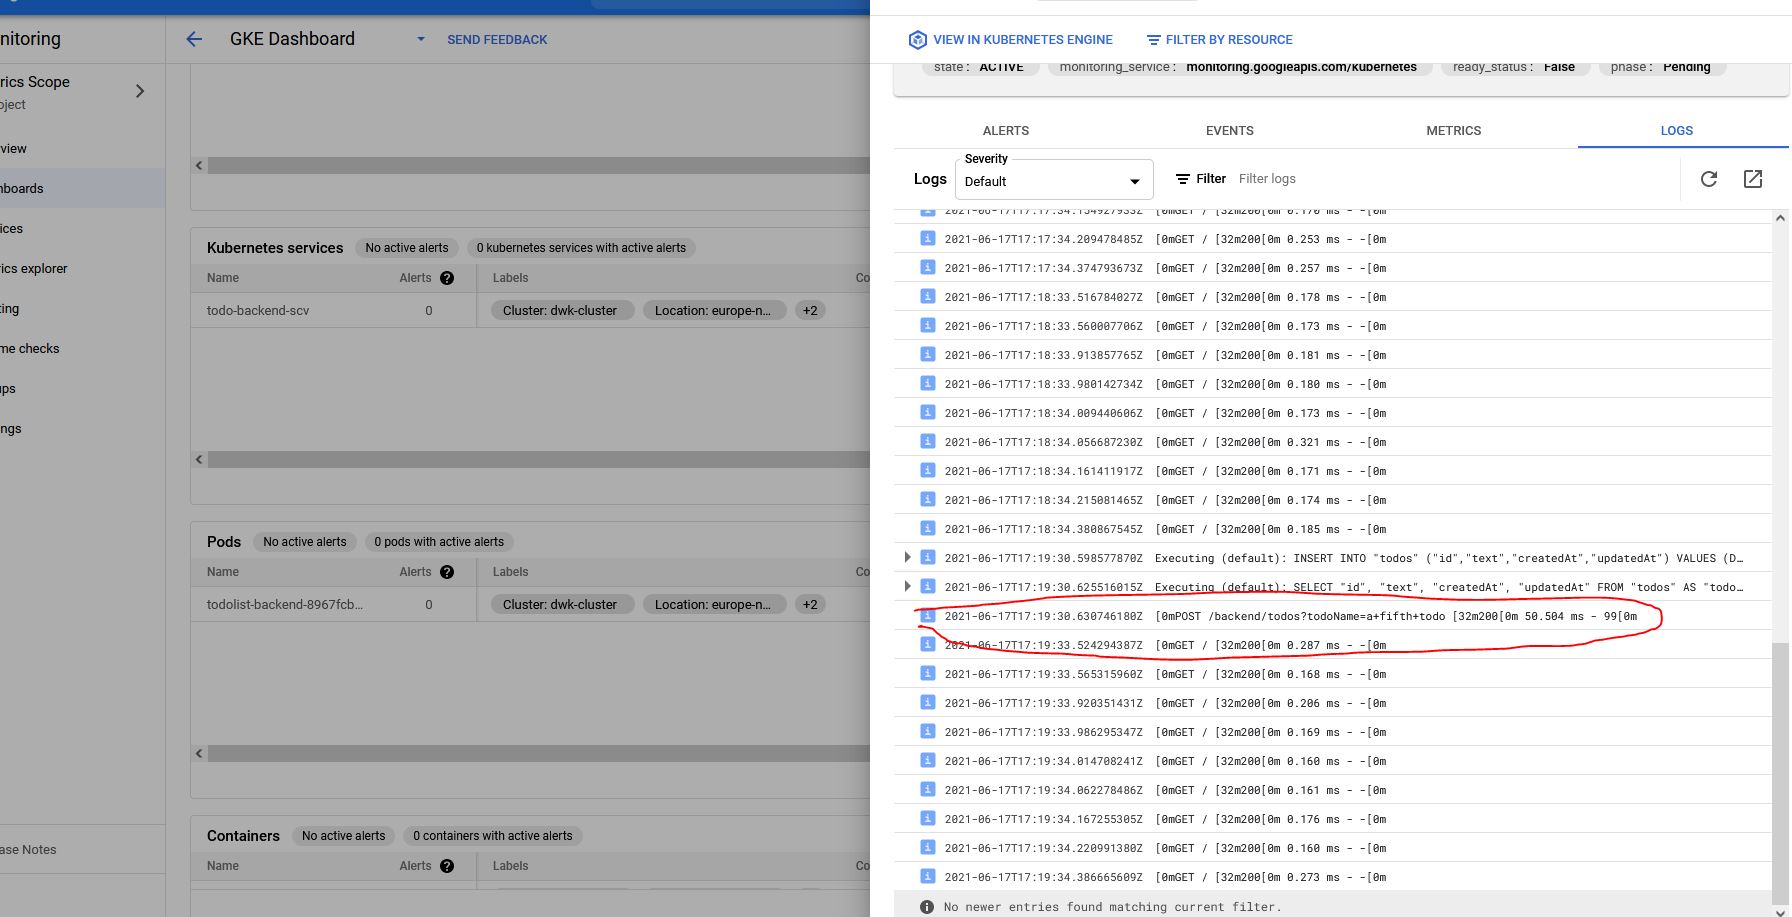 nitoring
GKE Dashboard
SEND FEEDBACK
VIEW IN KUBERNETES ENGINE
FILTER BY RESOURCE
rics Scope
oject
view
nboards
ices
rics explorer
ting
me checks
ups
ngs
ase Notes
Kubernetes services No active alerts 0 kubernetes services with active alerts
Name Alerts ? Labels Co
todo-backend-scv 0 Cluster: dwk-cluster Location: europe-n... +2
Pods No active alerts 0 pods with active alerts
Name Alerts ? Labels Co
todolist-backend-8967fcb... 0 Cluster: dwk-cluster Location: europe-n... +2
Containers No active alerts 0 containers with active alerts
Name Alerts ? Labels Co
state : ACTIVE monitoring_service : monitoring.googleapis.com/kubernetes ready_status : False phase : Pending
ALERTS EVENTS METRICS LOGS
Severity
Logs Default Filter Filter logs
2021-06-17T17:17:34.134927933Z [0mGET / [32m200[0m 0.170 ms - -[0m
2021-06-17T17:17:34.209478485Z [0mGET / [32m200[0m 0.253 ms - -[0m
2021-06-17T17:17:34.374793673Z [0mGET / [32m200[0m 0.257 ms - -[0m
2021-06-17T17:18:33.516784027Z [0mGET / [32m200[0m 0.178 ms - -[0m
2021-06-17T17:18:33.560007706Z [0mGET / [32m200[0m 0.173 ms - -[0m
2021-06-17T17:18:33.913857765Z [0mGET / [32m200[0m 0.181 ms - -[0m
2021-06-17T17:18:33.980142734Z [0mGET / [32m200[0m 0.180 ms - -[0m
2021-06-17T17:18:34.009440606Z [0mGET / [32m200[0m 0.173 ms - -[0m
2021-06-17T17:18:34.056687230Z [0mGET / [32m200[0m 0.321 ms - -[0m
2021-06-17T17:18:34.161411917Z [0mGET / [32m200[0m 0.171 ms - -[0m
2021-06-17T17:18:34.215081465Z [0mGET / [32m200[0m 0.174 ms - -[0m
2021-06-17T17:18:34.380867545Z [0mGET / [32m200[0m 0.185 ms - -[0m
2021-06-17T17:19:30.598577870Z Executing (default): INSERT INTO "todos" ("id","text","createdAt","updatedAt") VALUES (D…
2021-06-17T17:19:30.625516015Z Executing (default): SELECT "id", "text", "createdAt", "updatedAt" FROM "todos" AS "todo…
2021-06-17T17:19:30.630746180Z [0mPOST /backend/todos?todoName=a+fifth+todo [32m200[0m 50.504 ms - 99[0m
2021-06-17T17:19:33.524294387Z [0mGET / [32m200[0m 0.287 ms - -[0m
2021-06-17T17:19:33.565315960Z [0mGET / [32m200[0m 0.168 ms - -[0m
2021-06-17T17:19:33.920351431Z [0mGET / [32m200[0m 0.206 ms - -[0m
2021-06-17T17:19:33.986295347Z [0mGET / [32m200[0m 0.169 ms - -[0m
2021-06-17T17:19:34.014708241Z [0mGET / [32m200[0m 0.160 ms - -[0m
2021-06-17T17:19:34.062278486Z [0mGET / [32m200[0m 0.161 ms - -[0m
2021-06-17T17:19:34.167255305Z [0mGET / [32m200[0m 0.176 ms - -[0m
2021-06-17T17:19:34.220991380Z [0mGET / [32m200[0m 0.160 ms - -[0m
2021-06-17T17:19:34.386665609Z [0mGET / [32m200[0m 0.273 ms - -[0m
No newer entries found matching current filter.